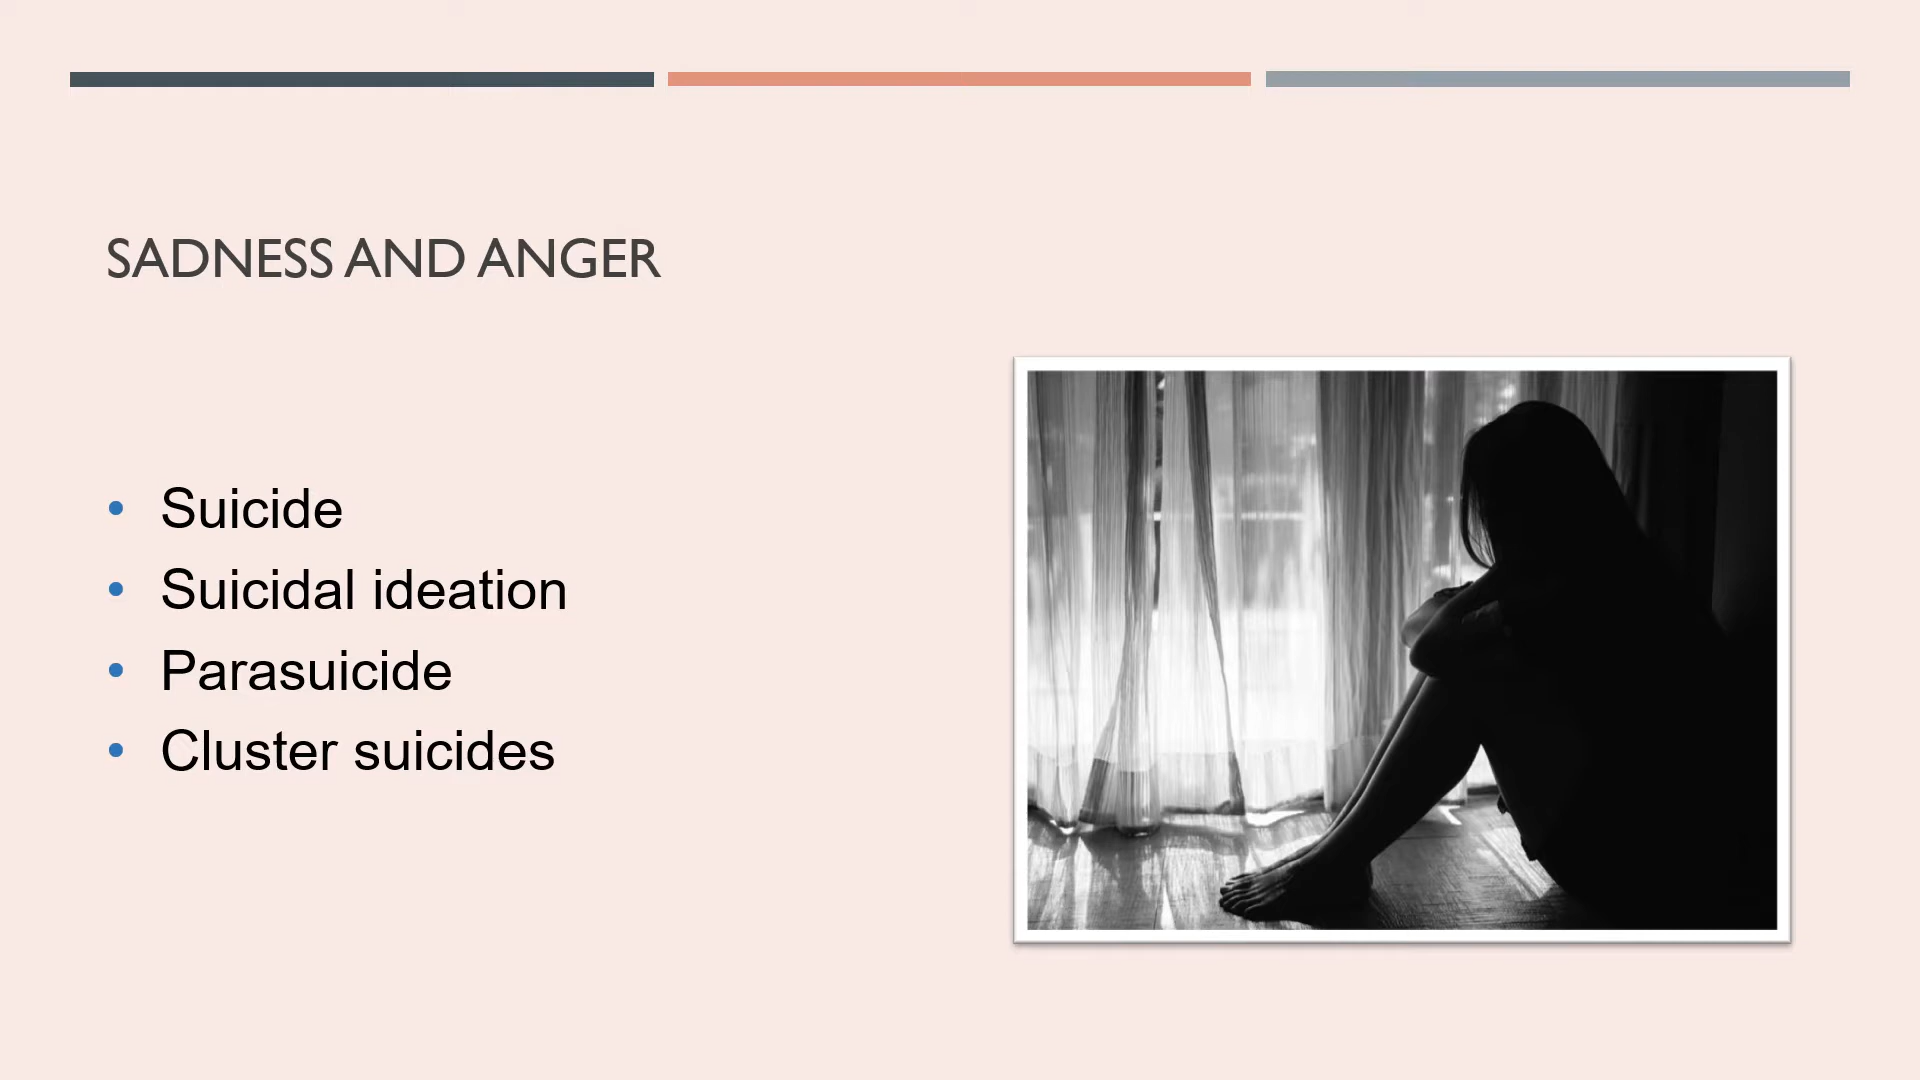 SADNESS AND ANGER
• Suicide
• Suicidal ideation
• Parasuicide
• Cluster suicides